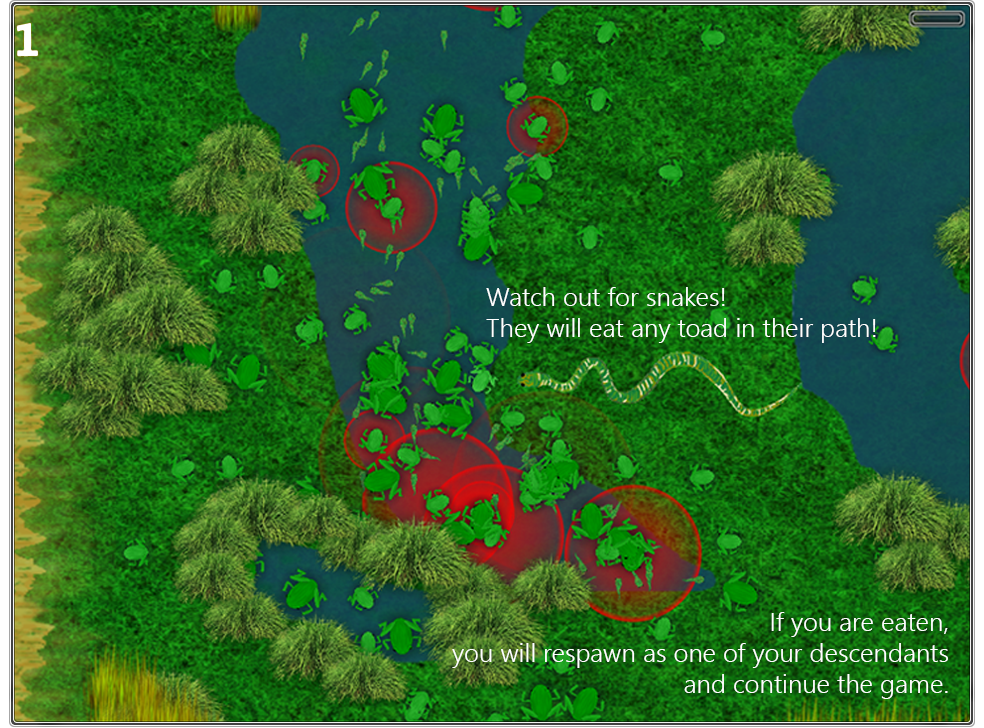 1
Watch out for snakes!
They will eat any toad in their path!
If you are eaten,
you will respawn as one of your descendants
and continue the game.